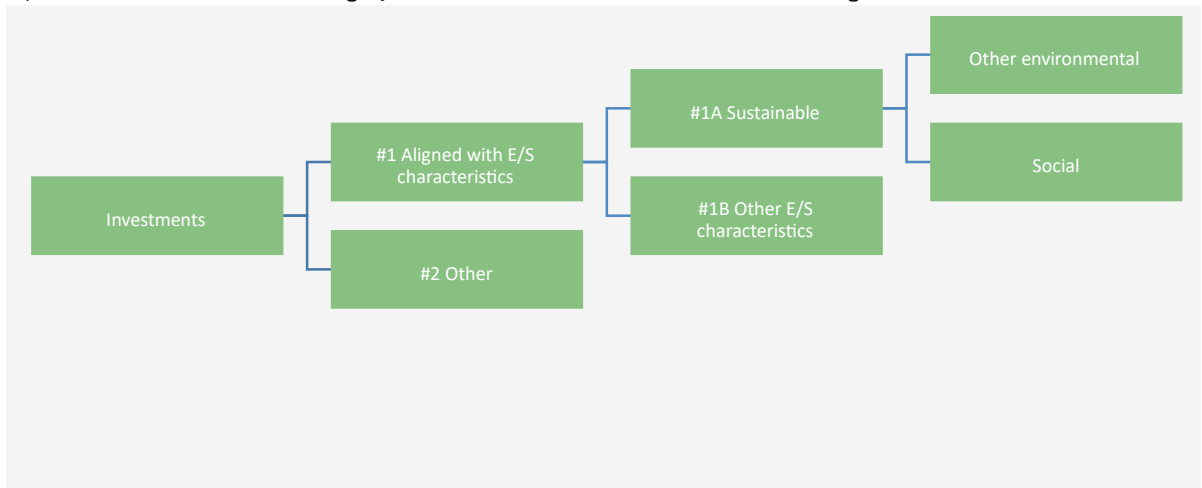 Other environmental
#1A Sustainable
#1 Aligned with E/S
characteristics
Social
Investments
#1B Other E/S
characteristics
#2 Other